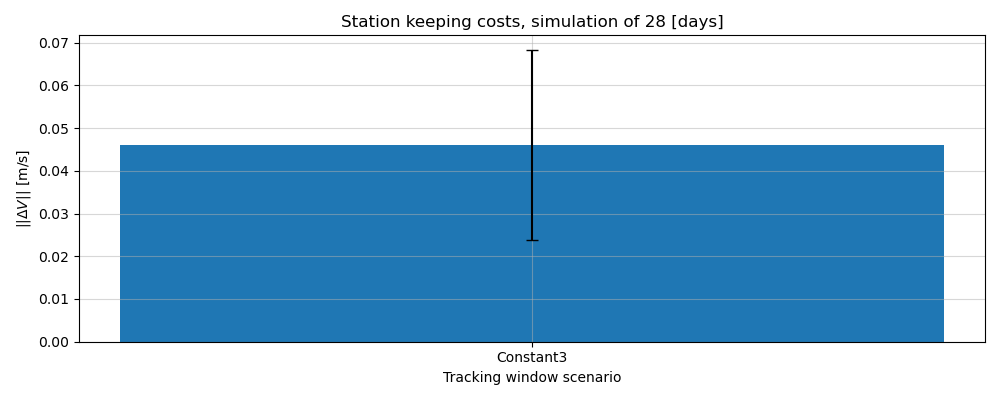 Station keeping costs, simulation of 28 [days]
||ΔV|| [m/s]
0.07
0.06
0.05
0.04
0.03
0.02
0.01
0.00
Constant3
Tracking window scenario